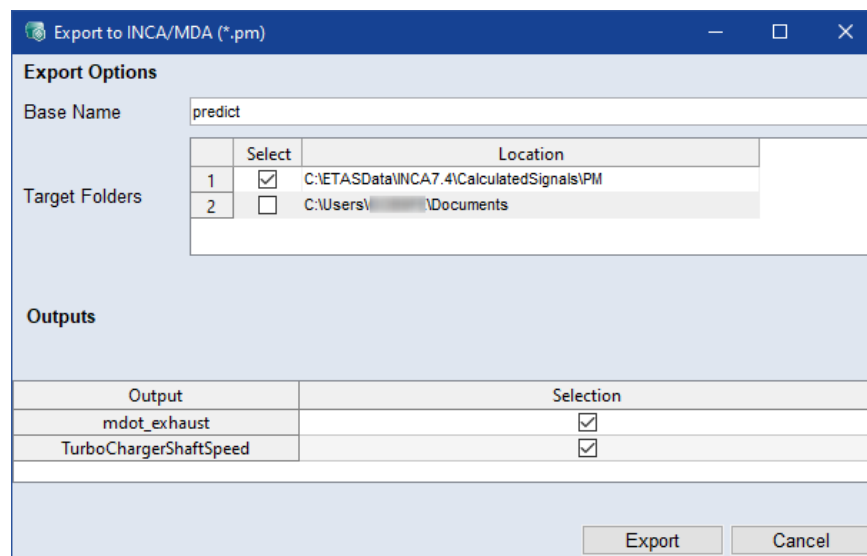 Export to INCA/MDA (*.pm)
Export Options
Base Name predict
Select Location
Target Folders
1 C:\ETASData\INCA7.4\CalculatedSignals\PM
2 C:\Users\ \Documents
Outputs
Output Selection
mdot_exhaust
TurboChargerShaftSpeed
Export Cancel